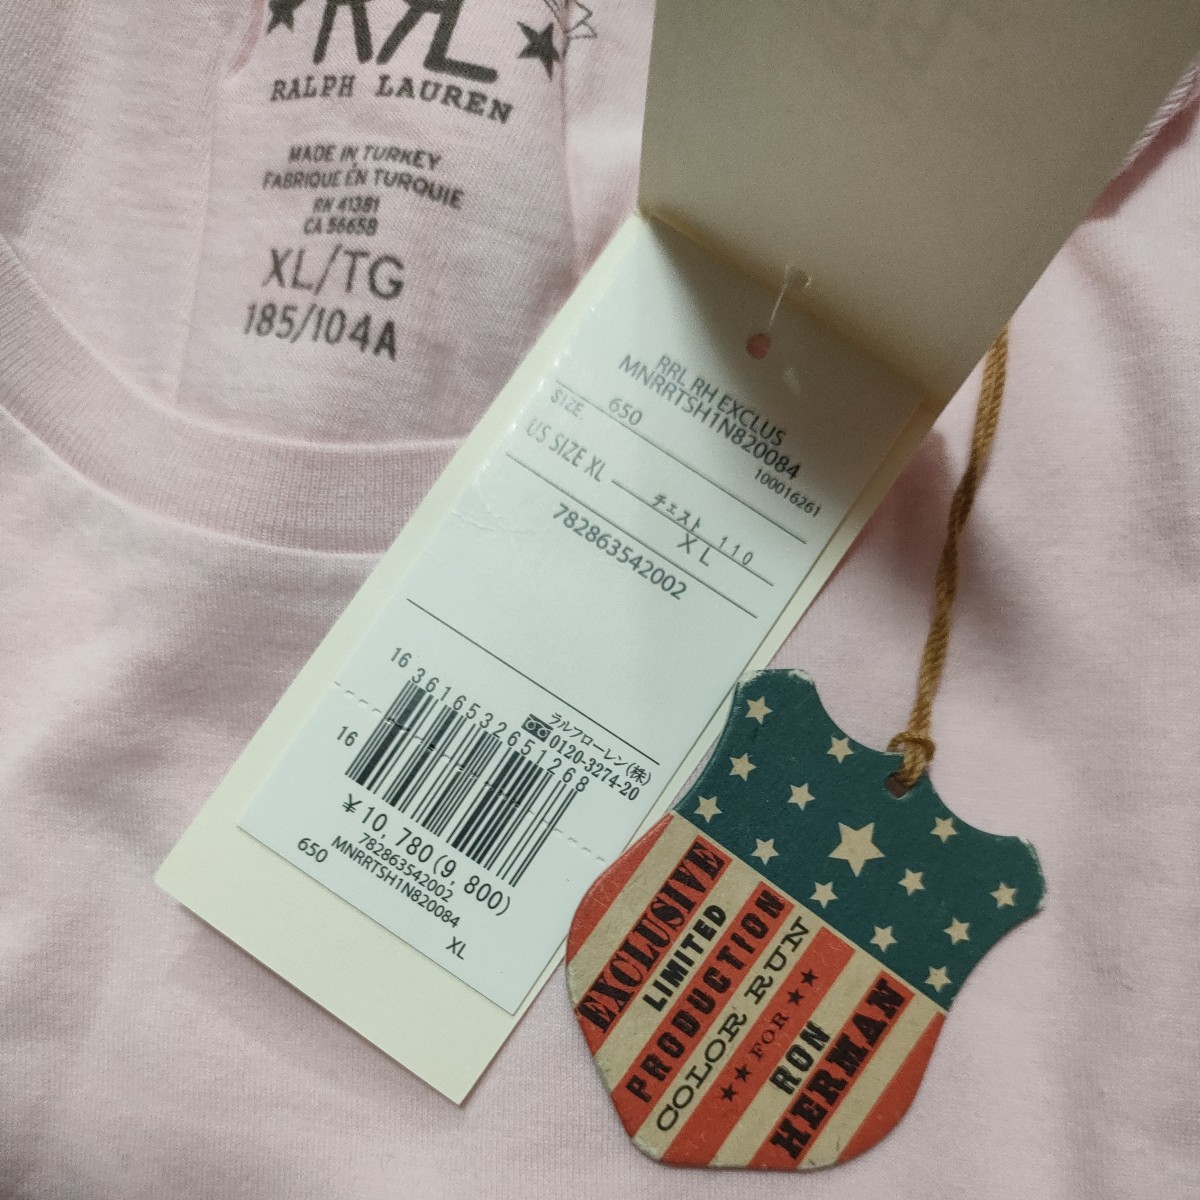 RRL
RALPH LAUREN
MADE IN TURKEY
FABRIQUE EN TURQUIE
RN 41381
CA 56658
XL/TG
185/104A
RRL RH EXCLUS
MNRRTSH1N820084
100016261
SIZE. 650
US SIZE XL
チェスト 110
XL
782863542002
ラルフローレン(株)
0120-3274-20
16 3616532651268
16
¥10,780(9,800)
782863542002
MNRRTSH1N820084
650
XL
EXCLUSIVE
LIMITED
PRODUCTION
COLOR RUN
★★FOR★★
RON
HERMAN